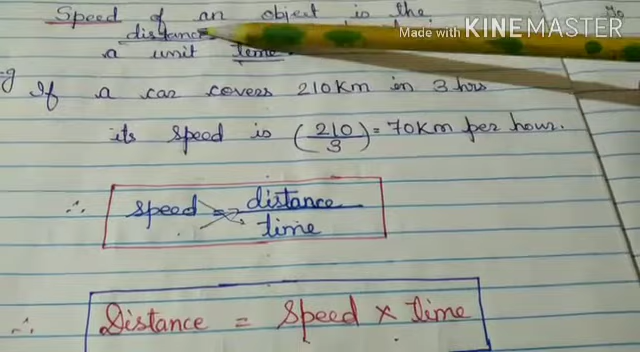 Speed of an object is the
Made with KINEMASTER
distance
a unit time.
If a car covers 210 Km in 3 hrs
its speed is (210/3) = 70 Km per hour.
∴ speed = distance
time
∴ Distance = Speed × time